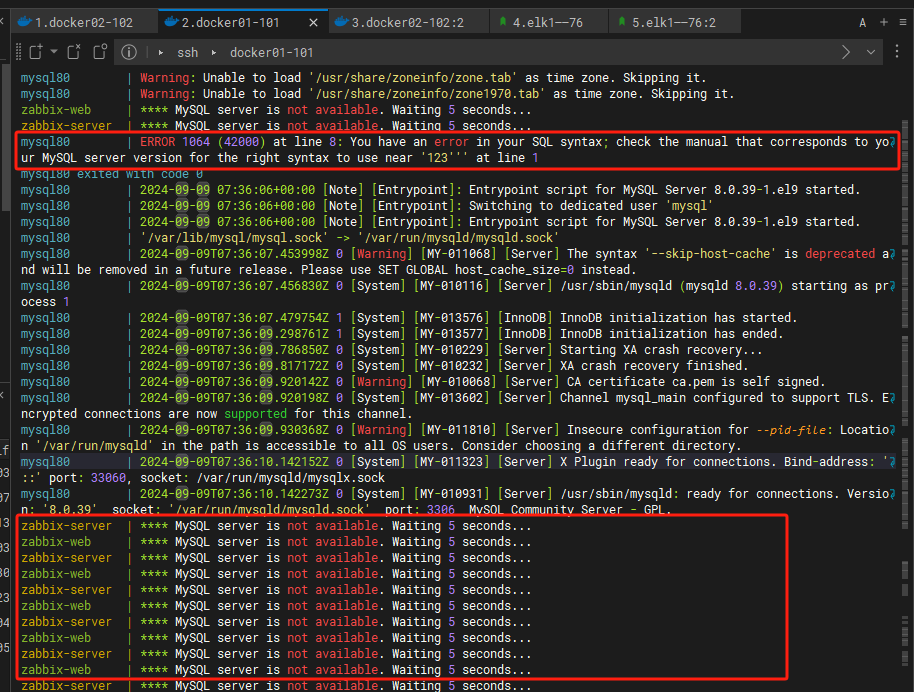 1.docker02-102
2.docker01-101
3.docker02-102:2
4.elk1——76
5.elk1——76:2
A
ssh
docker01-101
mysql80 | Warning: Unable to load '/usr/share/zoneinfo/zone.tab' as time zone. Skipping it.
mysql80 | Warning: Unable to load '/usr/share/zoneinfo/zone1970.tab' as time zone. Skipping it.
zabbix-web | **** MySQL server is not available. Waiting 5 seconds...
zabbix-server | **** MySQL server is not available. Waiting 5 seconds...
mysql80 | ERROR 1064 (42000) at line 8: You have an error in your SQL syntax; check the manual that corresponds to yo
ur MySQL server version for the right syntax to use near '123''' at line 1
mysql80 exited with code 0
mysql80 | 2024-09-09 07:36:06+00:00 [Note] [Entrypoint]: Entrypoint script for MySQL Server 8.0.39-1.el9 started.
mysql80 | 2024-09-09 07:36:06+00:00 [Note] [Entrypoint]: Switching to dedicated user 'mysql'
mysql80 | 2024-09-09 07:36:06+00:00 [Note] [Entrypoint]: Entrypoint script for MySQL Server 8.0.39-1.el9 started.
mysql80 | '/var/lib/mysql/mysql.sock' -> '/var/run/mysqld/mysqld.sock'
mysql80 | 2024-09-09T07:36:07.453998Z 0 [Warning] [MY-011068] [Server] The syntax '--skip-host-cache' is deprecated a
nd will be removed in a future release. Please use SET GLOBAL host_cache_size=0 instead.
mysql80 | 2024-09-09T07:36:07.456830Z 0 [System] [MY-010116] [Server] /usr/sbin/mysqld (mysqld 8.0.39) starting as pr
ocess 1
mysql80 | 2024-09-09T07:36:07.479754Z 1 [System] [MY-013576] [InnoDB] InnoDB initialization has started.
mysql80 | 2024-09-09T07:36:09.298761Z 1 [System] [MY-013577] [InnoDB] InnoDB initialization has ended.
mysql80 | 2024-09-09T07:36:09.786850Z 0 [System] [MY-010229] [Server] Starting XA crash recovery...
mysql80 | 2024-09-09T07:36:09.817172Z 0 [System] [MY-010232] [Server] XA crash recovery finished.
mysql80 | 2024-09-09T07:36:09.920142Z 0 [Warning] [MY-010068] [Server] CA certificate ca.pem is self signed.
mysql80 | 2024-09-09T07:36:09.920198Z 0 [System] [MY-013602] [Server] Channel mysql_main configured to support TLS. E
ncrypted connections are now supported for this channel.
mysql80 | 2024-09-09T07:36:09.930368Z 0 [Warning] [MY-011810] [Server] Insecure configuration for --pid-file: Locatio
n '/var/run/mysqld' in the path is accessible to all OS users. Consider choosing a different directory.
mysql80 | 2024-09-09T07:36:10.142152Z 0 [System] [MY-011323] [Server] X Plugin ready for connections. Bind-address: '
::' port: 33060, socket: /var/run/mysqld/mysqlx.sock
mysql80 | 2024-09-09T07:36:10.142273Z 0 [System] [MY-010931] [Server] /usr/sbin/mysqld: ready for connections. Versio
n: '8.0.39' socket: '/var/run/mysqld/mysqld.sock' port: 3306 MySQL Community Server - GPL.
zabbix-server | **** MySQL server is not available. Waiting 5 seconds...
zabbix-web | **** MySQL server is not available. Waiting 5 seconds...
zabbix-server | **** MySQL server is not available. Waiting 5 seconds...
zabbix-web | **** MySQL server is not available. Waiting 5 seconds...
zabbix-server | **** MySQL server is not available. Waiting 5 seconds...
zabbix-web | **** MySQL server is not available. Waiting 5 seconds...
zabbix-server | **** MySQL server is not available. Waiting 5 seconds...
zabbix-web | **** MySQL server is not available. Waiting 5 seconds...
zabbix-server | **** MySQL server is not available. Waiting 5 seconds...
zabbix-web | **** MySQL server is not available. Waiting 5 seconds...
zabbix-server | **** MySQL server is not available. Waiting 5 seconds...